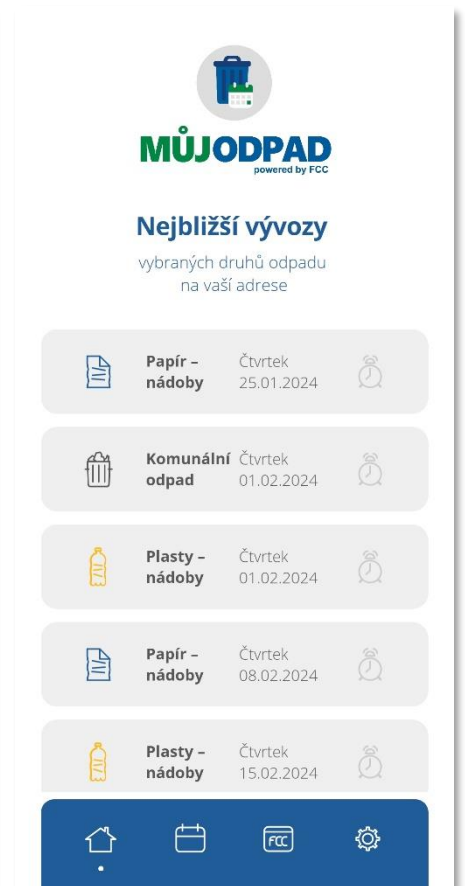 MŮJODPAD
powered by FCC
Nejbližší vývozy
vybraných druhů odpadu
na vaší adrese
Papír – Čtvrtek
nádoby 25.01.2024
Komunální Čtvrtek
odpad 01.02.2024
Plasty – Čtvrtek
nádoby 01.02.2024
Papír – Čtvrtek
nádoby 08.02.2024
Plasty – Čtvrtek
nádoby 15.02.2024
FCC